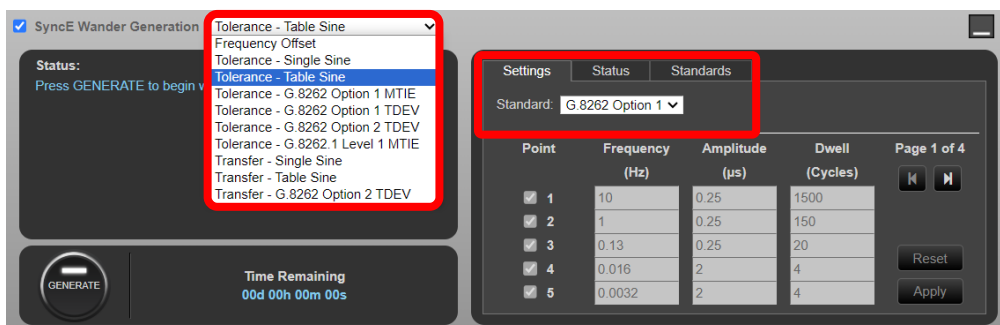 SyncE Wander Generation Tolerance - Table Sine
Frequency Offset
Tolerance - Single Sine
Tolerance - Table Sine
Tolerance - G.8262 Option 1 MTIE
Tolerance - G.8262 Option 1 TDEV
Tolerance - G.8262 Option 2 TDEV
Tolerance - G.8262.1 Level 1 MTIE
Transfer - Single Sine
Transfer - Table Sine
Transfer - G.8262 Option 2 TDEV
Status:
Press GENERATE to begin
GENERATE
Time Remaining
00d 00h 00m 00s
Settings Status Standards
Standard: G.8262 Option 1
Point Frequency Amplitude Dwell Page 1 of 4
(Hz) (µs) (Cycles)
1 10 0.25 1500
2 1 0.25 150
3 0.13 0.25 20
4 0.016 2 4
5 0.0032 2 4
Reset
Apply